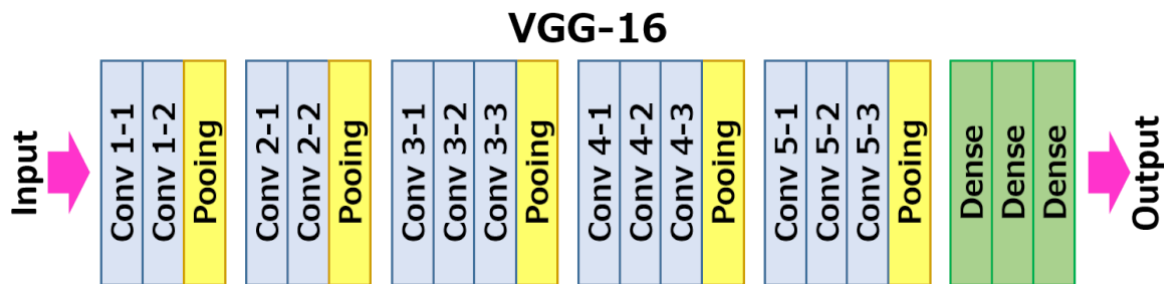 VGG-16
Input
Conv 1-1
Conv 1-2
Pooing
Conv 2-1
Conv 2-2
Pooing
Conv 3-1
Conv 3-2
Conv 3-3
Pooing
Conv 4-1
Conv 4-2
Conv 4-3
Pooing
Conv 5-1
Conv 5-2
Conv 5-3
Pooing
Dense
Dense
Dense
Output